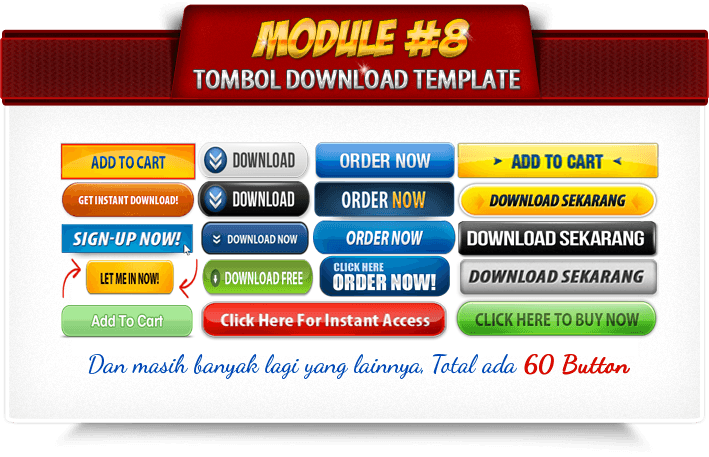 MODULE #8
TOMBOL DOWNLOAD TEMPLATE
ADD TO CART
DOWNLOAD
ORDER NOW
ADD TO CART
GET INSTANT DOWNLOAD!
DOWNLOAD
ORDER NOW
DOWNLOAD SEKARANG
SIGN-UP NOW!
DOWNLOAD NOW
ORDER NOW
DOWNLOAD SEKARANG
LET ME IN NOW!
DOWNLOAD FREE
CLICK HERE
ORDER NOW!
DOWNLOAD SEKARANG
Add To Cart
Click Here For Instant Access
CLICK HERE TO BUY NOW
Dan masih banyak lagi yang lainnya, Total ada 60 Button